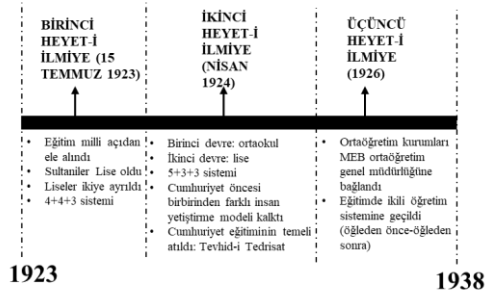 BİRİNCİ
HEYET-İ
İLMİYE (15
TEMMUZ 1923)
İKİNCİ
HEYET-İ
İLMİYE
(NİSAN
1924)
ÜÇÜNCÜ
HEYET-İ
İLMİYE
(1926)
• Eğitim milli açıdan
ele alındı
• Sultaniler Lise oldu
• Liseler ikiye ayrıldı
• 4+4+3 sistemi
• Birinci devre: ortaokul
• İkinci devre: lise
• 5+3+3 sistemi
• Cumhuriyet öncesi
birbirinden farklı insan
yetiştirme modeli kalktı
• Cumhuriyet eğitiminin temeli
atıldı: Tevhid-i Tedrisat
• Ortaöğretim kurumları
MEB ortaöğretim
genel müdürlüğüne
bağlandı
• Eğitimde ikili öğretim
sistemine geçildi
(öğleden önce-öğleden
sonra)
1923
1938